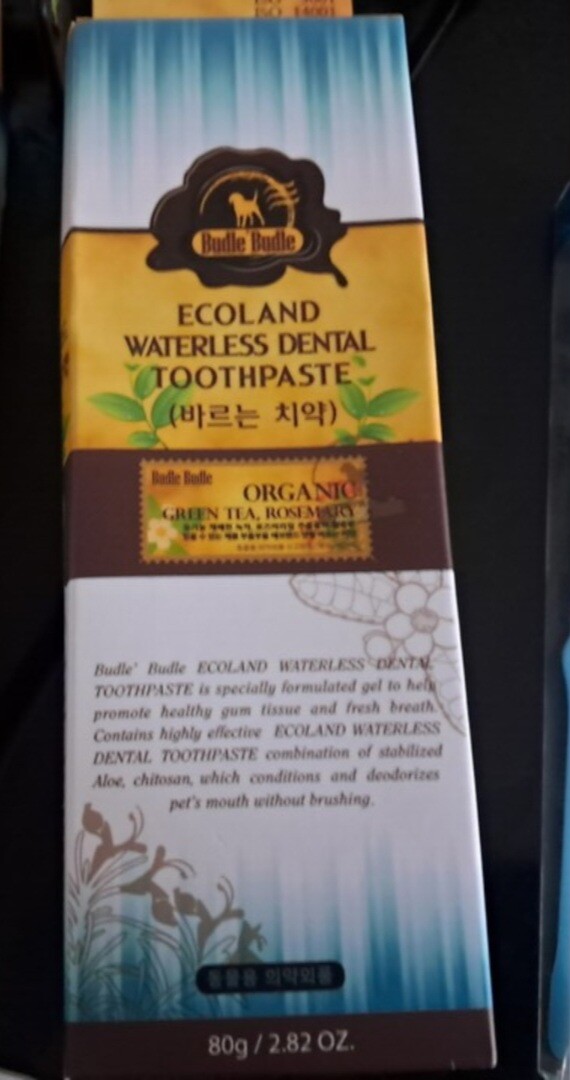 ISO 14001
Budle' Budle
ECOLAND
WATERLESS DENTAL
TOOTHPASTE
(바르는 치약)
Budle Budle
ORGANIC
GREEN TEA, ROSEMARY
Budle' Budle ECOLAND WATERLESS DENTAL
TOOTHPASTE is specially formulated gel to help
promote healthy gum tissue and fresh breath.
Contains highly effective ECOLAND WATERLESS
DENTAL TOOTHPASTE combination of stabilized
Aloe, chitosan, which conditions and deodorizes
pet's mouth without brushing.
동물용 의약외품
80g / 2.82 OZ.